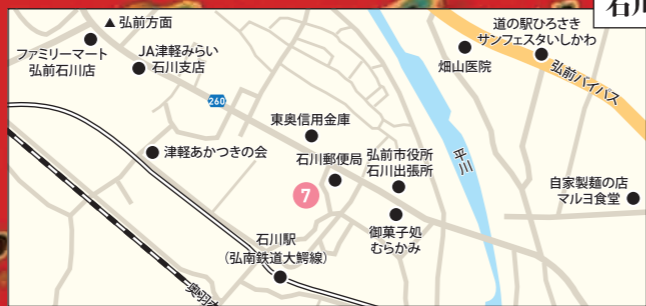 石川
▲弘前方面
ファミリーマート
弘前石川店
JA津軽みらい
石川支店
道の駅ひろさき
サンフェスタいしかわ
畑山医院
弘前バイパス
260
東奥信用金庫
津軽あかつきの会
石川郵便局
弘前市役所
石川出張所
平川
7
自家製麺の店
マルヨ食堂
御菓子処
むらかみ
石川駅
(弘南鉄道大鰐線)
奥羽本